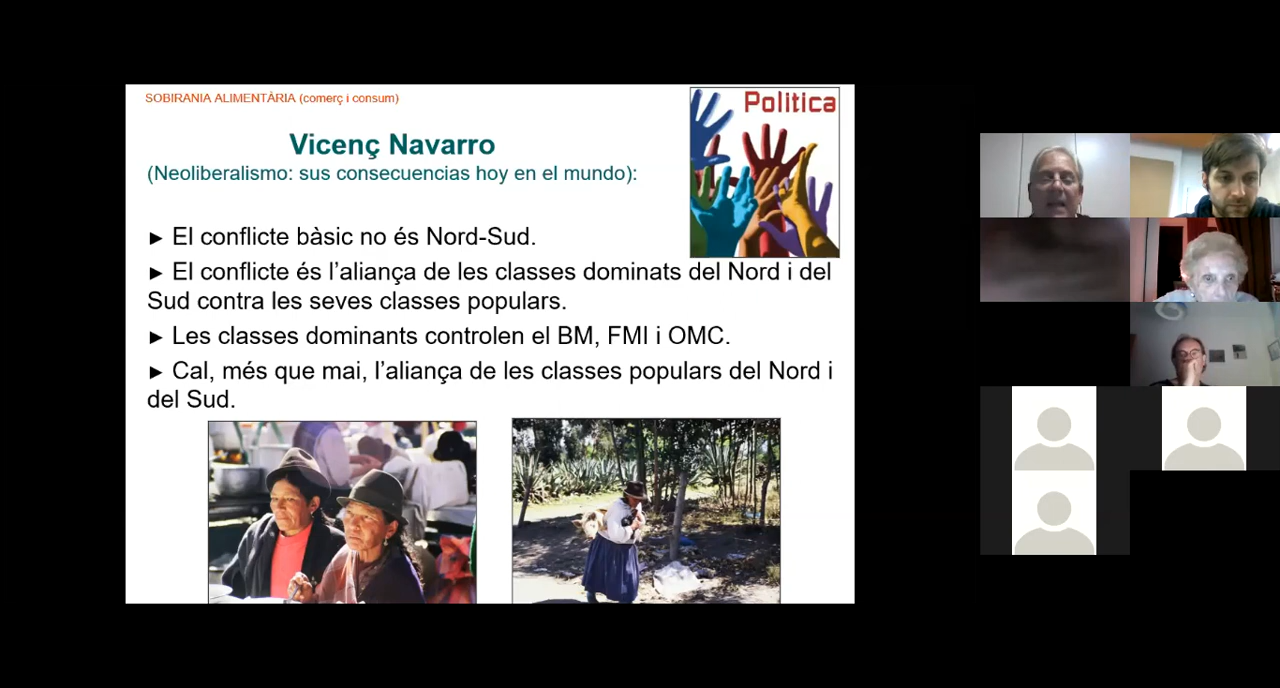 SOBIRANIA ALIMENTÀRIA (comerç i consum)
Política
Vicenç Navarro
(Neoliberalismo: sus consecuencias hoy en el mundo):
► El conflicte bàsic no és Nord-Sud.
► El conflicte és l’aliança de les classes dominats del Nord i del
Sud contra les seves classes populars.
► Les classes dominants controlen el BM, FMI i OMC.
► Cal, més que mai, l’aliança de les classes populars del Nord i
del Sud.